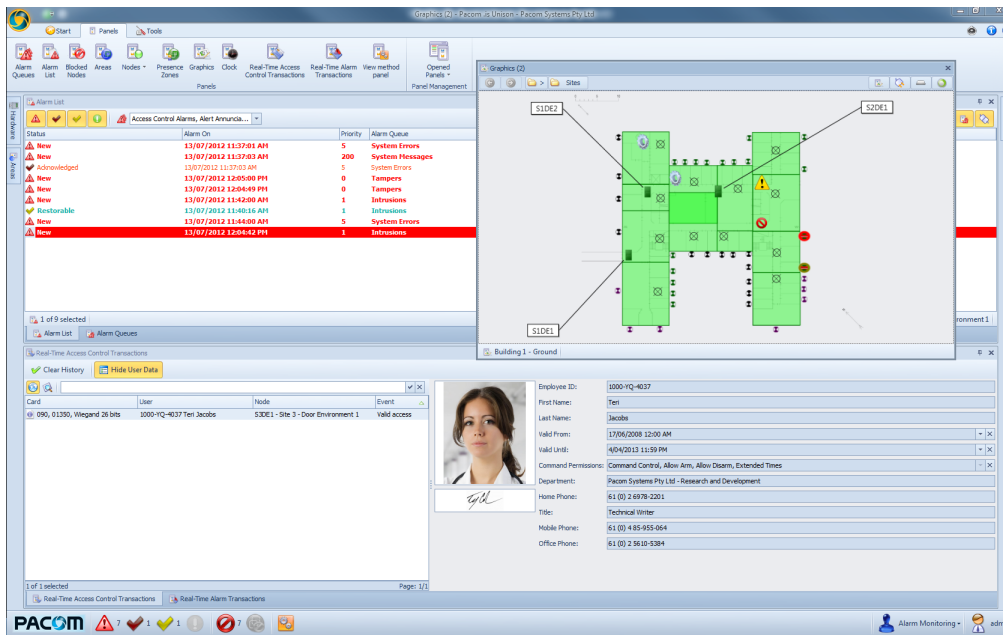 Graphics (2) - Pacom .is Unison - Pacom Systems Pty Ltd
Start Panels Tools
Alarm Queues
Alarm List
Blocked Nodes
Areas
Nodes
Presence Zones
Graphics
Clock
Real-Time Access Control Transactions
Real-Time Alarm Transactions
View method panel
Opened Panels
Panels
Panel Management
Hardware
Areas
Alarm List
Access Control Alarms, Alert Annuncia...
Status Alarm On Priority Alarm Queue
New 13/07/2012 11:37:01 AM 5 System Errors
New 13/07/2012 11:37:03 AM 200 System Messages
Acknowledged 13/07/2012 11:37:03 AM 5 System Errors
New 13/07/2012 12:05:00 PM 0 Tampers
New 13/07/2012 12:04:49 PM 0 Tampers
New 13/07/2012 11:42:00 AM 1 Intrusions
Restorable 13/07/2012 11:40:16 AM 1 Intrusions
New 13/07/2012 11:44:00 AM 5 System Errors
New 13/07/2012 12:04:42 PM 1 Intrusions
1 of 9 selected
ronment 1
Alarm List Alarm Queues
Graphics (2)
> Sites
S1DE2
S2DE1
S1DE1
Building 1 - Ground
Real-Time Access Control Transactions
Clear History Hide User Data
Card User Node Event
090, 01350, Wiegand 26 bits 1000-YQ-4037 Teri Jacobs S3DE1 - Site 3 - Door Environment 1 Valid access
1 of 1 selected Page: 1/1
Real-Time Access Control Transactions Real-Time Alarm Transactions
Employee ID: 1000-YQ-4037
First Name: Teri
Last Name: Jacobs
Valid From: 17/06/2008 12:00 AM
Valid Until: 4/04/2013 11:59 PM
Command Permissions: Command Control, Allow Arm, Allow Disarm, Extended Times
Department: Pacom Systems Pty Ltd - Research and Development
Home Phone: 61 (0) 2 6978-2201
Title: Technical Writer
Mobile Phone: 61 (0) 4 85-955-064
Office Phone: 61 (0) 2 5610-5384
PACOM 7 1 1 7
Alarm Monitoring
adm